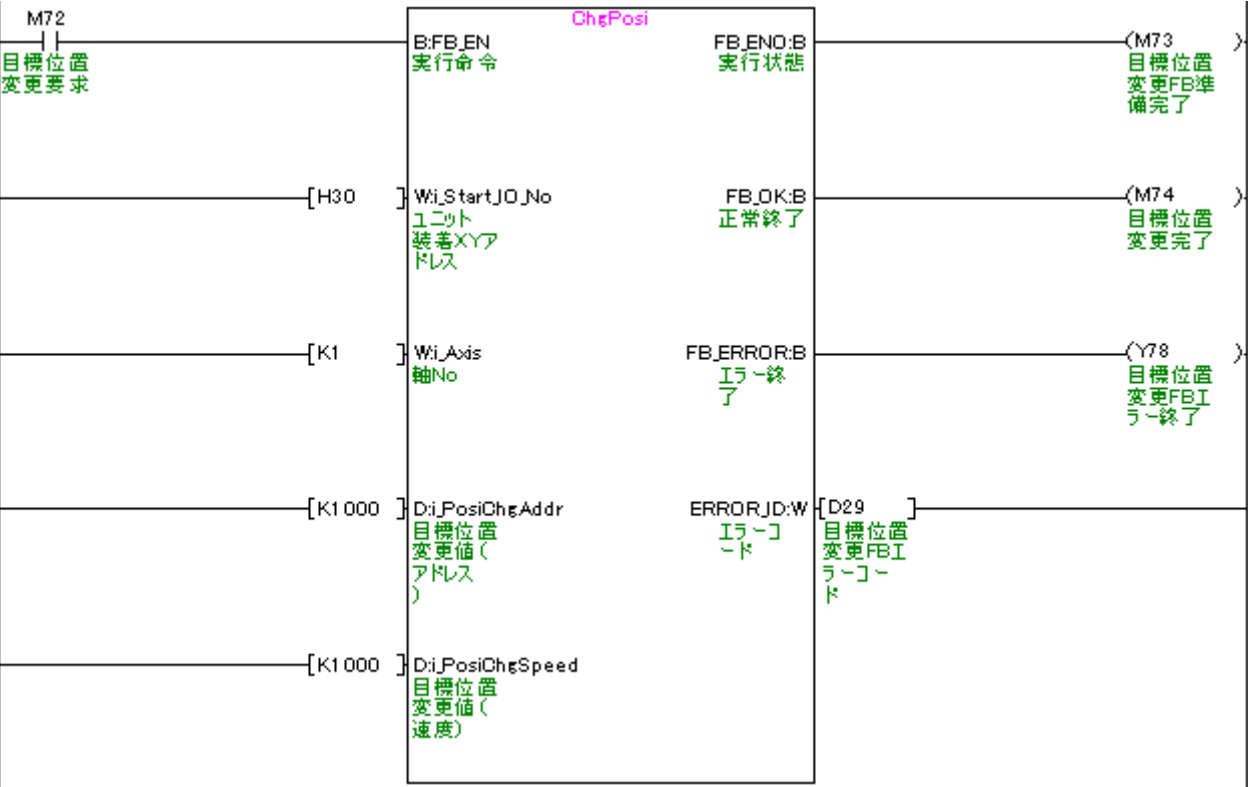 ChgPosi
M72
目標位置
変更要求
B:FB_EN
実行命令
FB_ENO:B
実行状態
(M73 )
目標位置
変更FB準
備完了
[H30 ]
W:i_Start_IO_No
ユニット
装着XYア
ドレス
FB_OK:B
正常終了
(M74 )
目標位置
変更完了
[K1 ]
W:i_Axis
軸No
FB_ERROR:B
エラー終
了
(Y78 )
目標位置
変更FBエ
ラー終了
[K1000 ]
D:i_PosiChgAddr
目標位置
変更値(
アドレス
)
ERROR_ID:W
エラーコ
ード
[D29 ]
目標位置
変更FBエ
ラーコー
ド
[K1000 ]
D:i_PosiChgSpeed
目標位置
変更値(
速度)